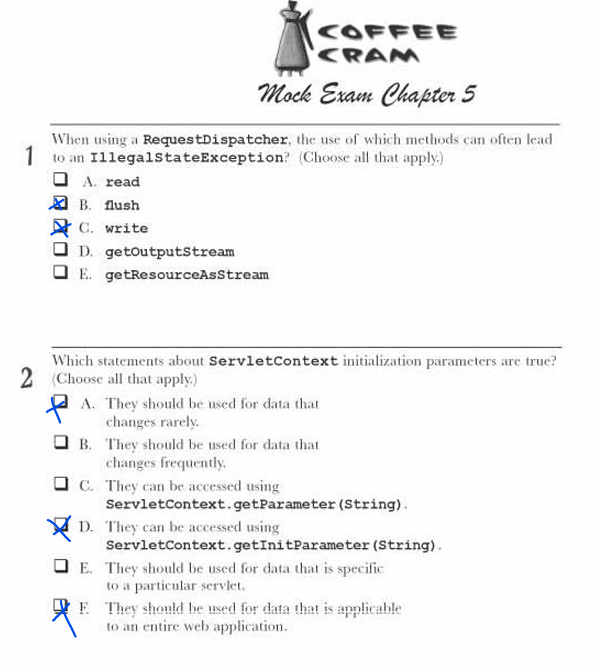 COFFEE
CRAM
Mock Exam Chapter 5
1 When using a RequestDispatcher, the use of which methods can often lead
to an IllegalStateException? (Choose all that apply.)
A. read
B. flush
C. write
D. getOutputStream
E. getResourceAsStream
2 Which statements about ServletContext initialization parameters are true?
(Choose all that apply.)
A. They should be used for data that
changes rarely.
B. They should be used for data that
changes frequently.
C. They can be accessed using
ServletContext.getParameter(String).
D. They can be accessed using
ServletContext.getInitParameter(String).
E. They should be used for data that is specific
to a particular servlet.
F. They should be used for data that is applicable
to an entire web application.